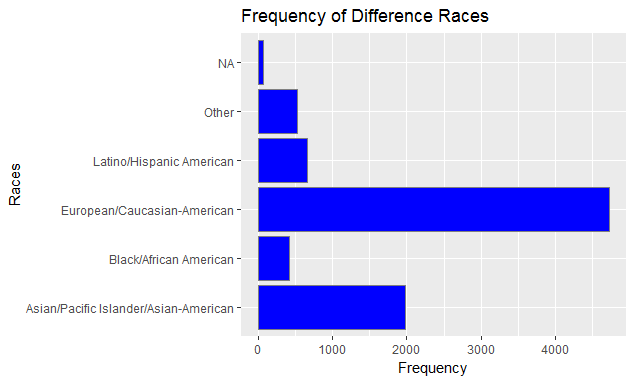 Frequency of Difference Races
Races
NA
Other
Latino/Hispanic American
European/Caucasian-American
Black/African American
Asian/Pacific Islander/Asian-American
0 1000 2000 3000 4000
Frequency